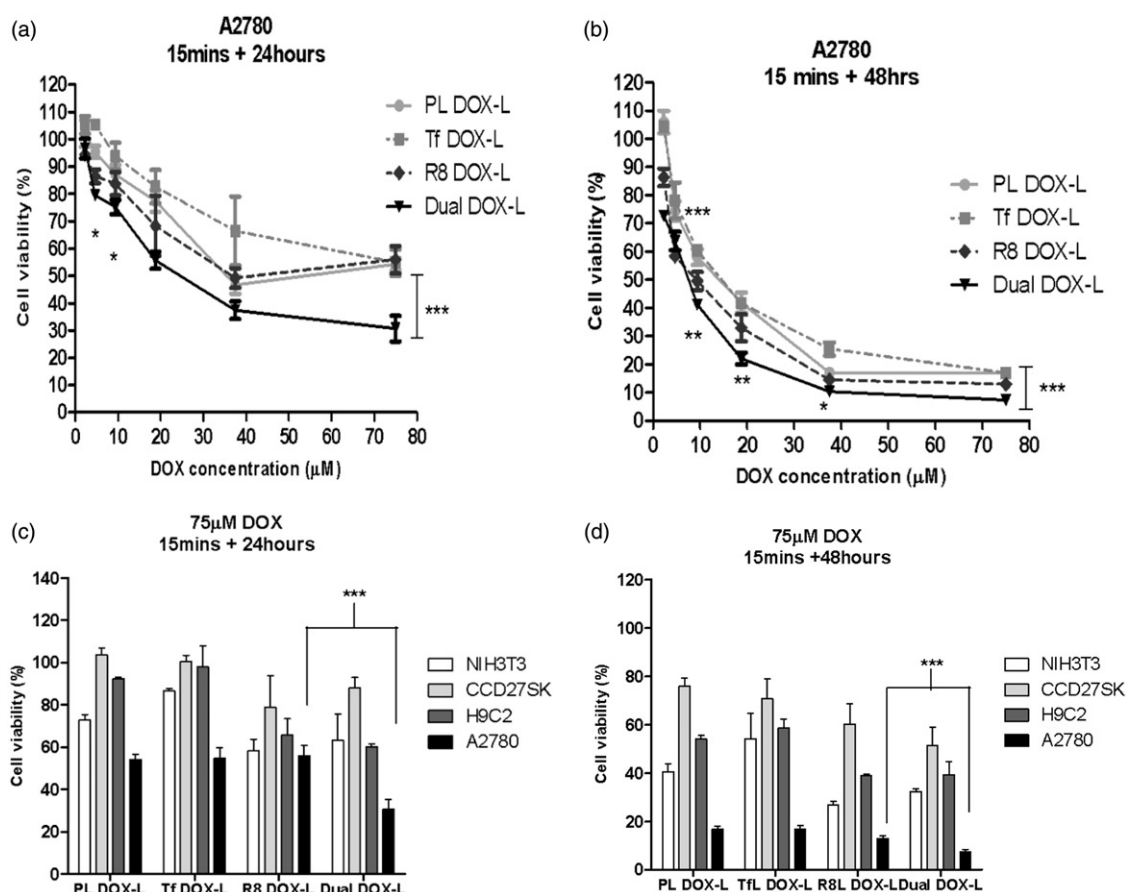 (a)
A2780
15mins + 24hours
Cell viability (%)
120
110
100
90
80
70
60
50
40
30
20
10
0
PL DOX-L
Tf DOX-L
R8 DOX-L
Dual DOX-L
*
*
***
0 10 20 30 40 50 60 70 80
DOX concentration (µM)
(b)
A2780
15 mins + 48hrs
Cell viability (%)
120
110
100
90
80
70
60
50
40
30
20
10
0
***
PL DOX-L
Tf DOX-L
R8 DOX-L
Dual DOX-L
**
**
*
***
0 10 20 30 40 50 60 70 80
DOX concentration (µM)
(c)
75µM DOX
15mins + 24hours
Cell viability (%)
140
120
100
80
60
40
20
0
***
NIH3T3
CCD27SK
H9C2
A2780
PL DOX-L Tf DOX-L R8 DOX-L Dual DOX-L
(d)
75µM DOX
15mins +48hours
Cell viability (%)
120
100
80
60
40
20
0
***
NIH3T3
CCD27SK
H9C2
A2780
PL DOX-L TfL DOX-L R8L DOX-L Dual DOX-L